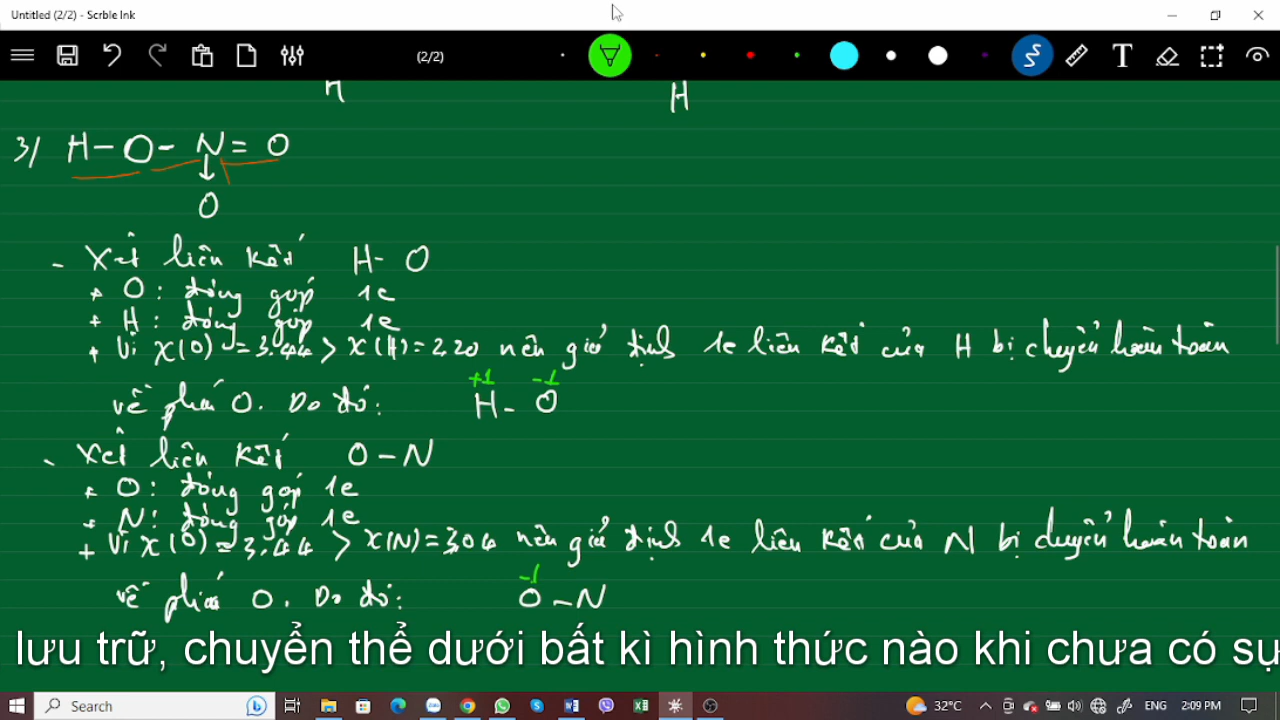 Untitled (2/2) - Scrble Ink
(2/2)
T
H H
3/ H - O - N = O
↓
O
- Xét liên kết H - O
+ O : đóng góp 1e
+ H : đóng góp 1e
+ Vì χ(O) = 3.44 > χ(H) = 2.20 nên giả định 1e liên kết của H bị chuyển hoàn toàn
+1 -1
về phía O. Do đó: H - O
- Xét liên kết O - N
+ O : đóng góp 1e
+ N : đóng góp 1e
+ Vì χ(O) = 3.44 > χ(N) = 3.04 nên giả định 1e liên kết của N bị chuyển hoàn toàn
-1
về phía O. Do đó: O - N
lưu trữ, chuyển thể dưới bất kì hình thức nào khi chưa có sự
Search
32°C
ENG 2:09 PM